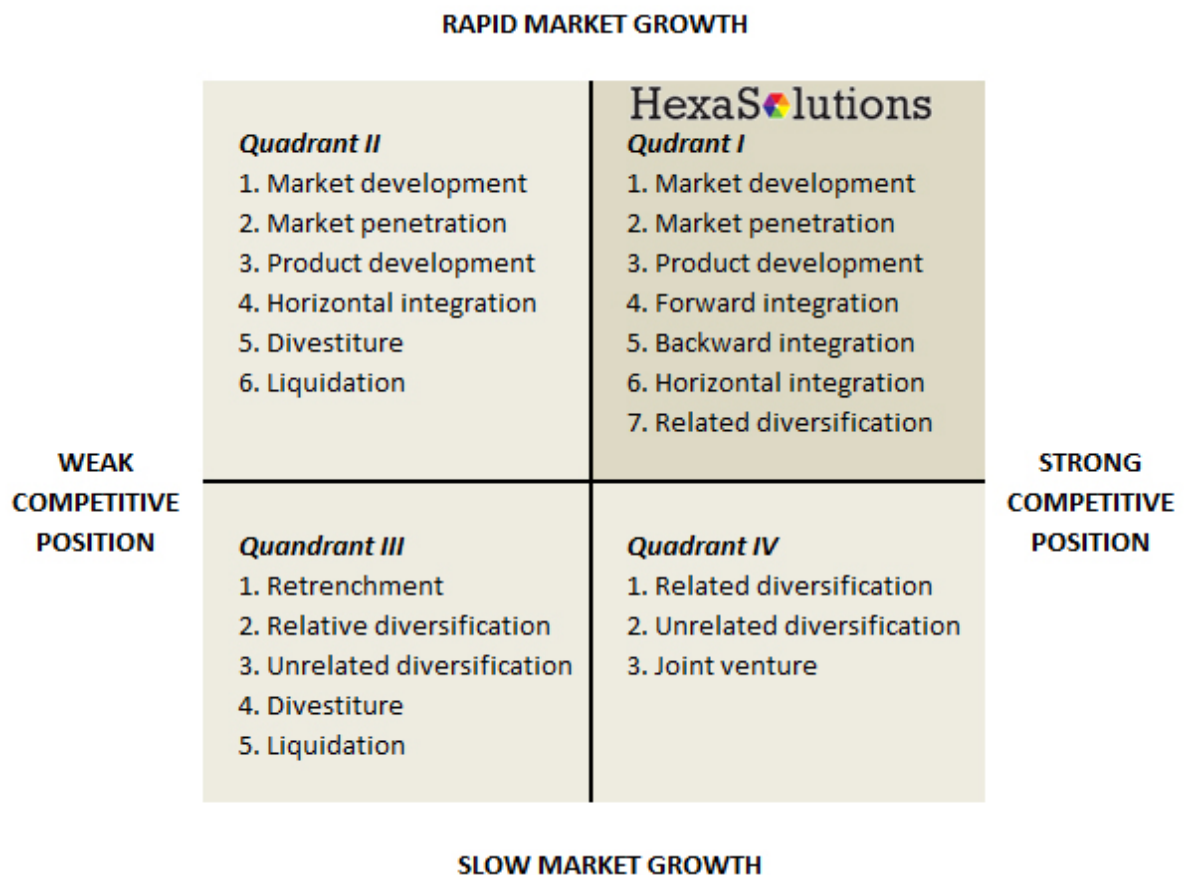 RAPID MARKET GROWTH
HexaSolutions
Quadrant II
1. Market development
2. Market penetration
3. Product development
4. Horizontal integration
5. Divestiture
6. Liquidation
Qudrant I
1. Market development
2. Market penetration
3. Product development
4. Forward integration
5. Backward integration
6. Horizontal integration
7. Related diversification
WEAK
COMPETITIVE
POSITION
STRONG
COMPETITIVE
POSITION
Quandrant III
1. Retrenchment
2. Relative diversification
3. Unrelated diversification
4. Divestiture
5. Liquidation
Quadrant IV
1. Related diversification
2. Unrelated diversification
3. Joint venture
SLOW MARKET GROWTH